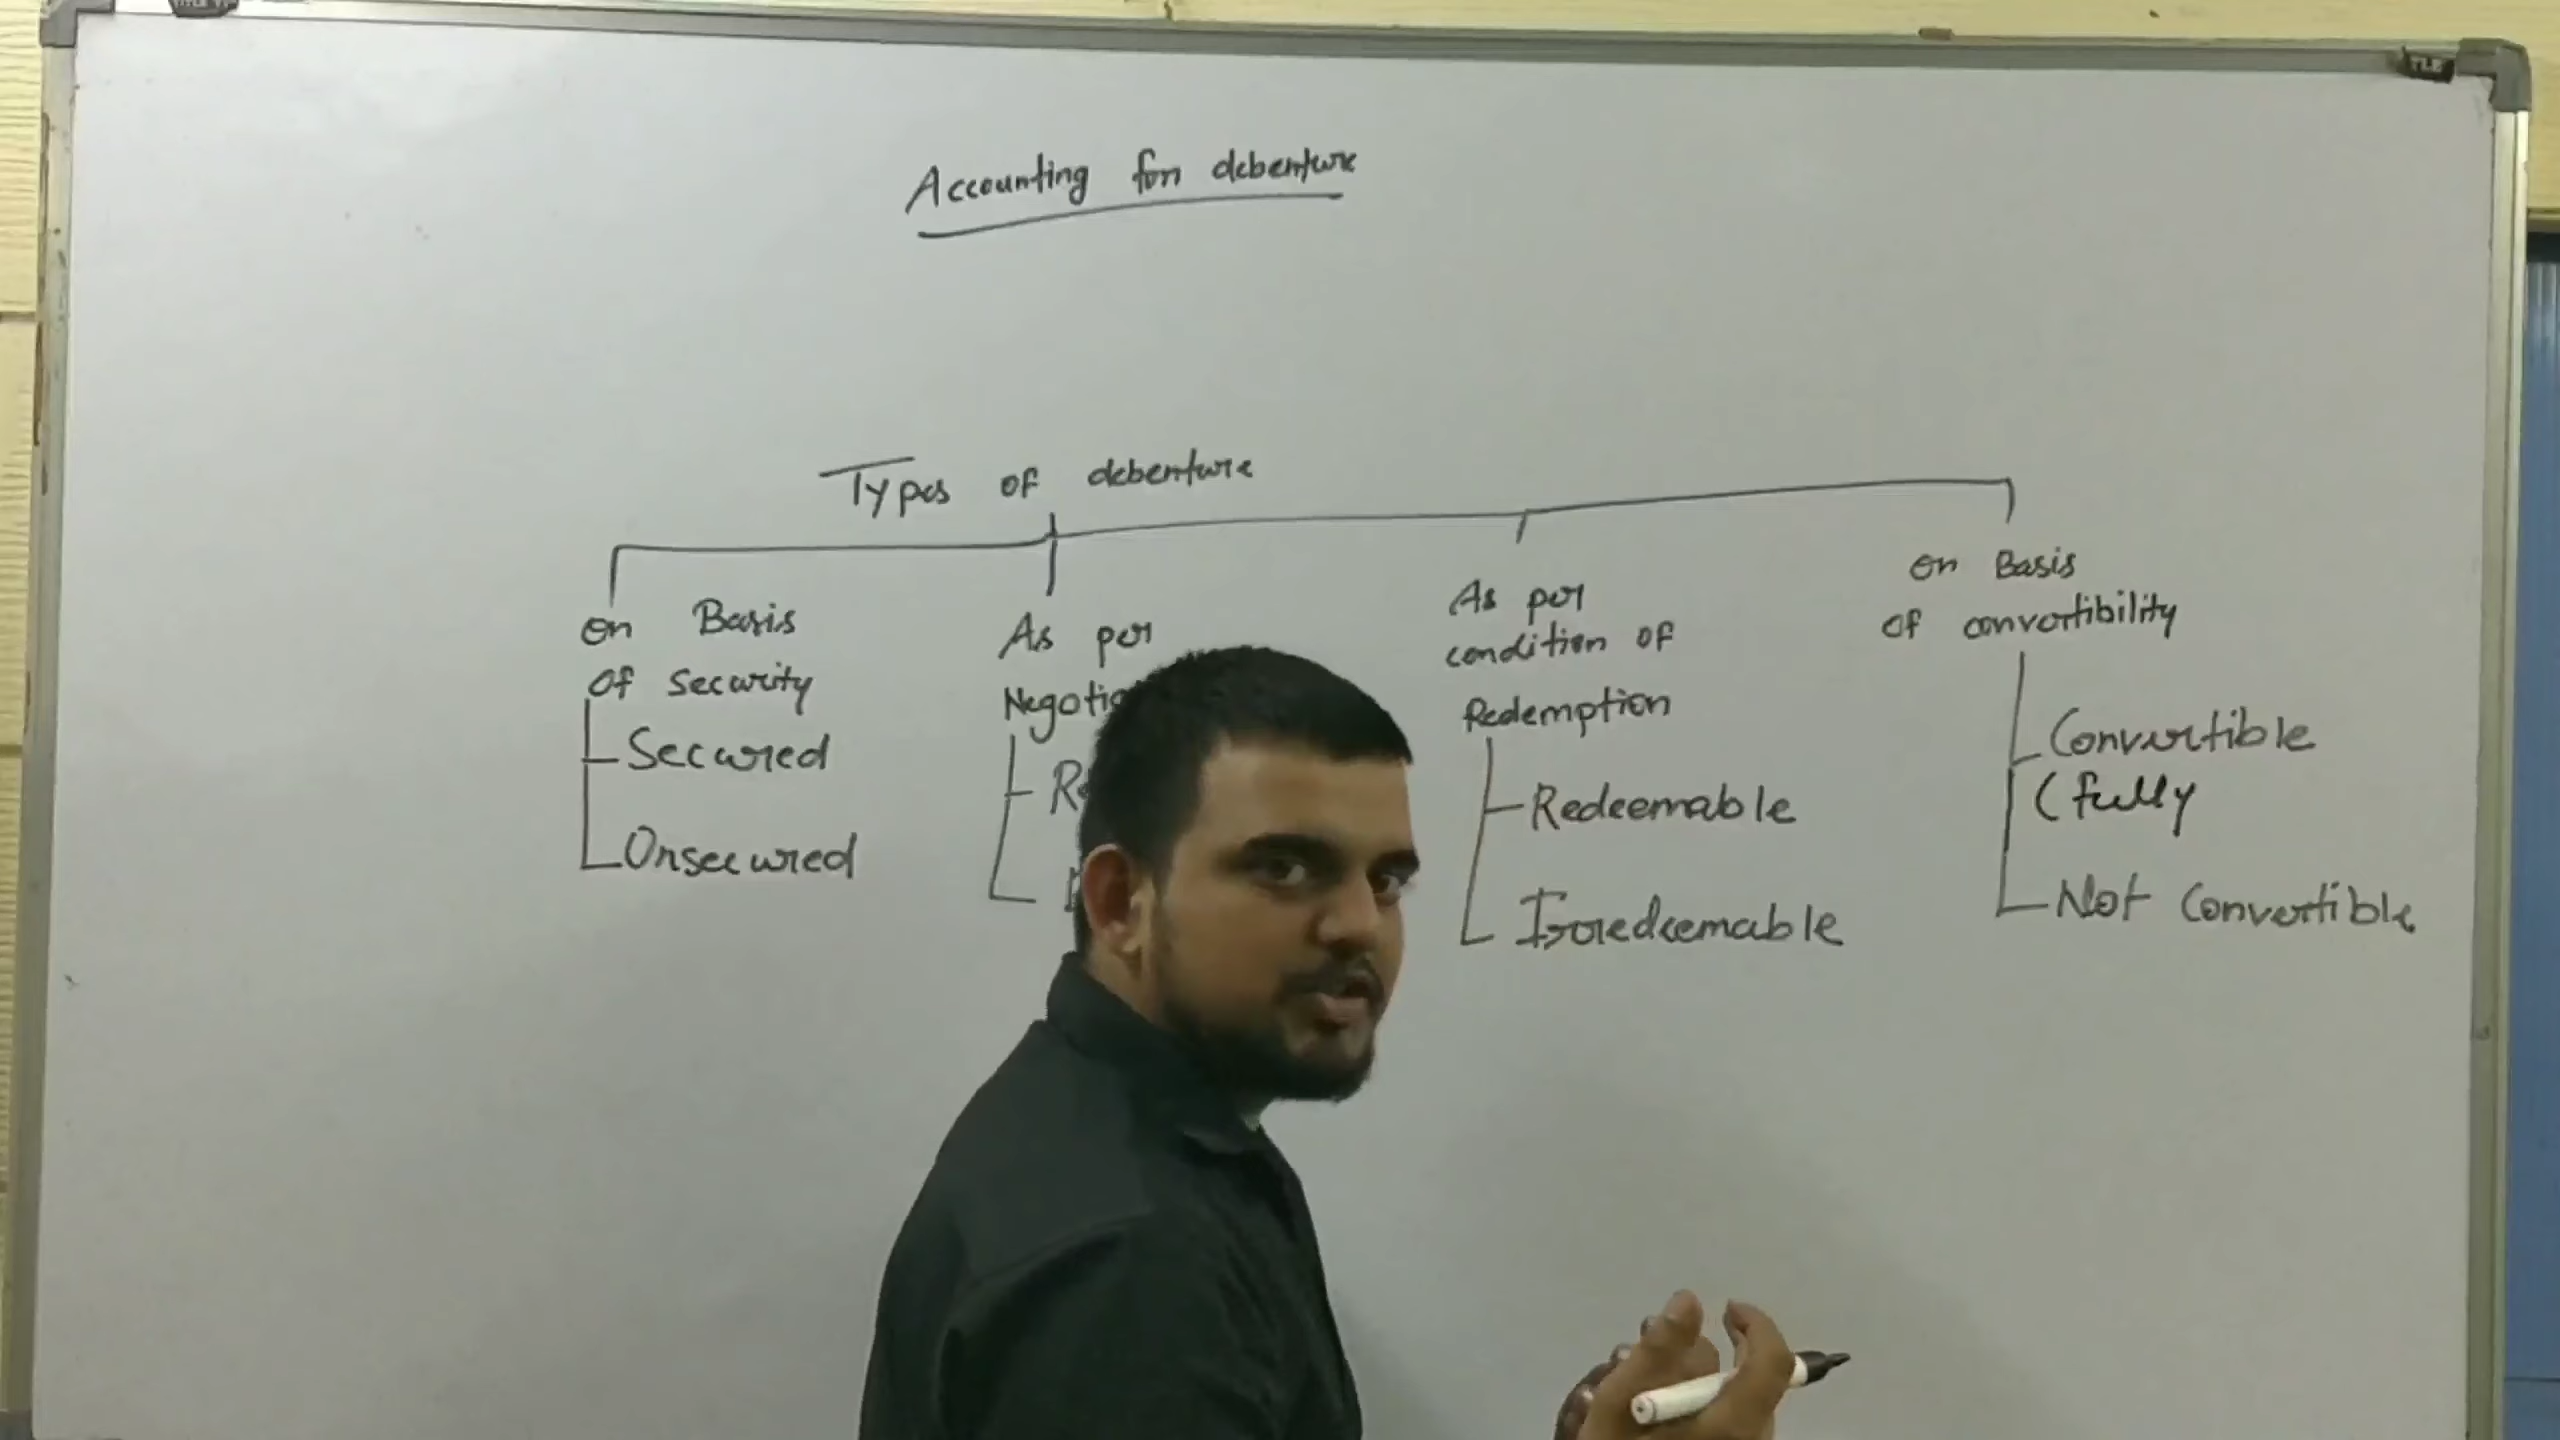 Accounting for debenture
Types of debenture
on Basis
of security
Secured
Unsecured
As per
As per
condition of
Redemption
Redeemable
Irredeemable
on Basis
of convertibility
Convertible
(fully
Not Convertible